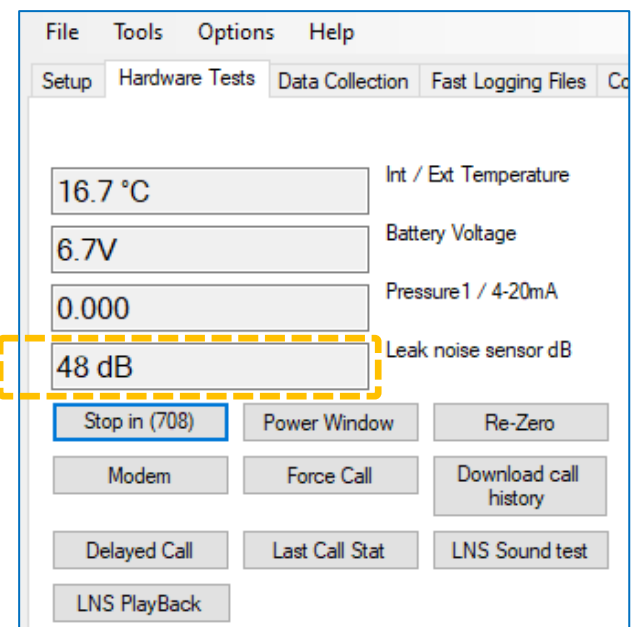 File Tools Options Help
Setup Hardware Tests Data Collection Fast Logging Files Co
16.7 °C Int / Ext Temperature
6.7V Battery Voltage
0.000 Pressure1 / 4-20mA
48 dB Leak noise sensor dB
Stop in (708) Power Window Re-Zero
Modem Force Call Download call
history
Delayed Call Last Call Stat LNS Sound test
LNS PlayBack